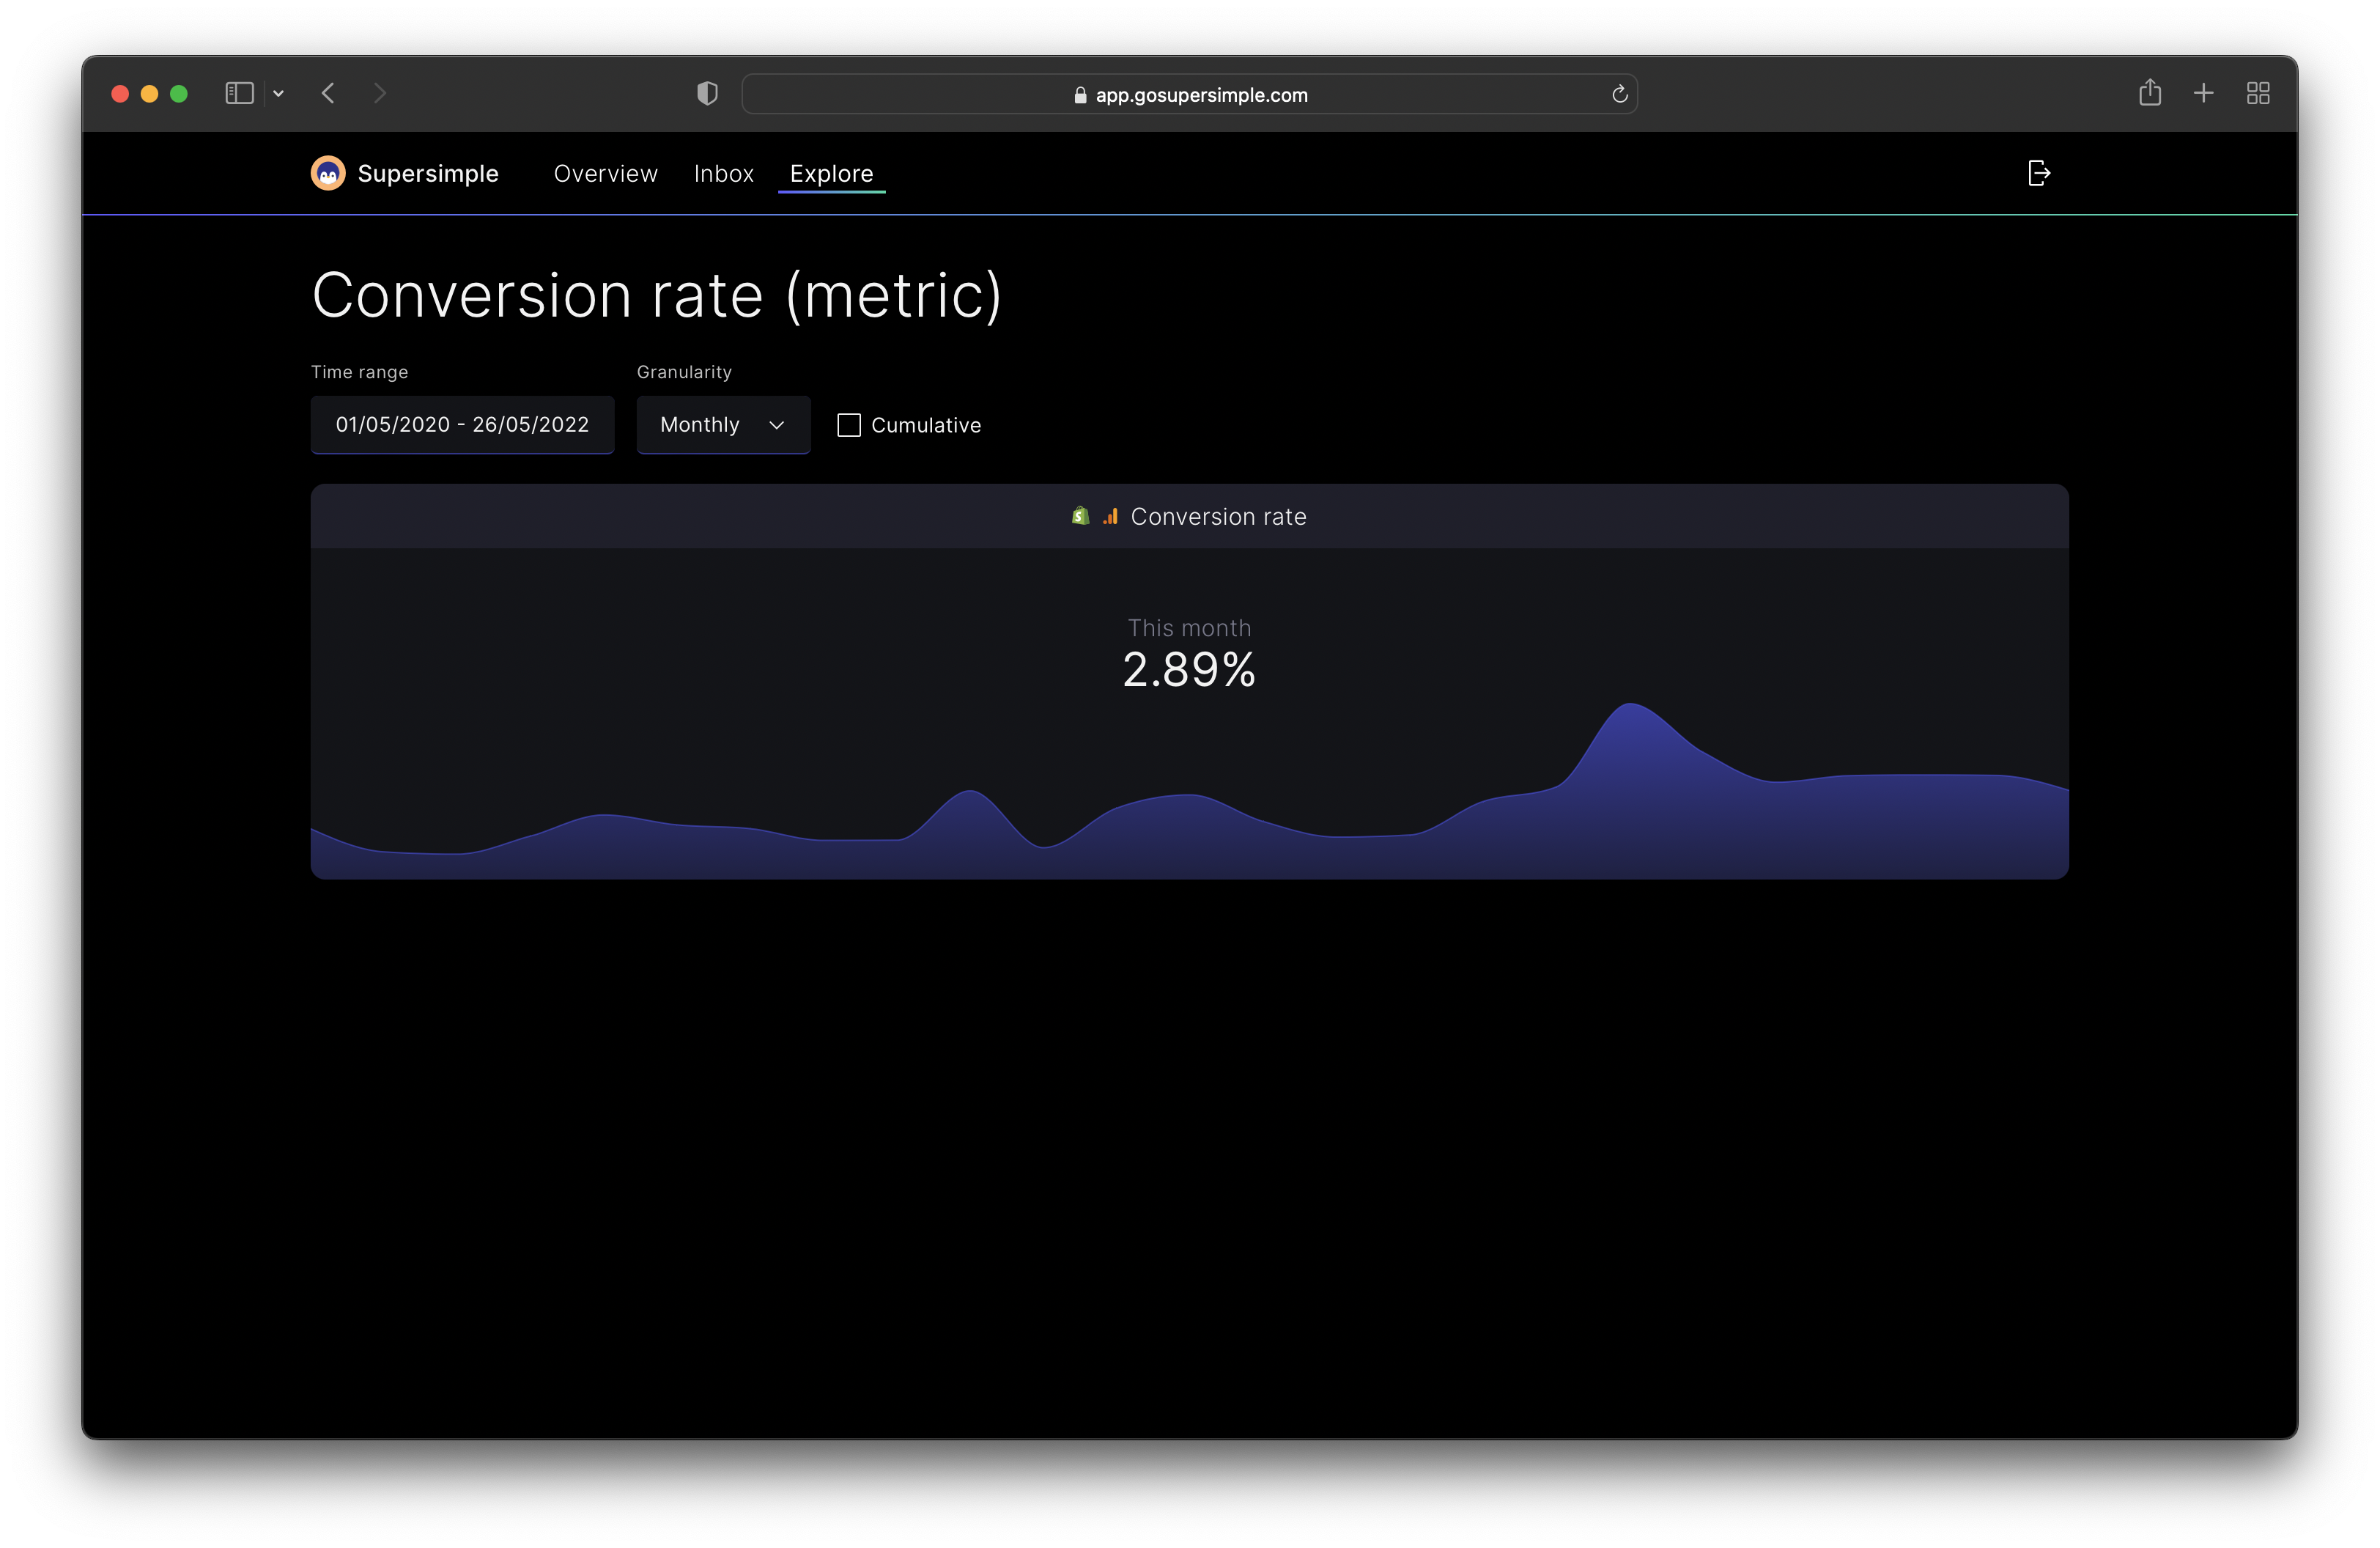 app.gosupersimple.com
Supersimple Overview Inbox Explore
Conversion rate (metric)
Time range Granularity
01/05/2020 - 26/05/2022 Monthly Cumulative
Conversion rate
This month
2.89%